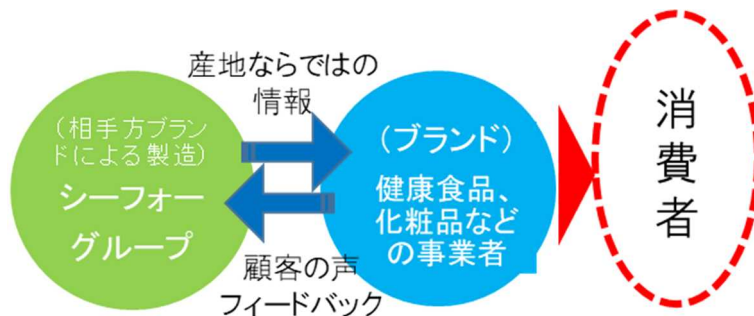 産地ならではの
情報
（相手方ブラン
ドによる製造）
シーフォー
グループ
（ブランド）
健康食品、
化粧品などの事業者
顧客の声
フィードバック
消費者